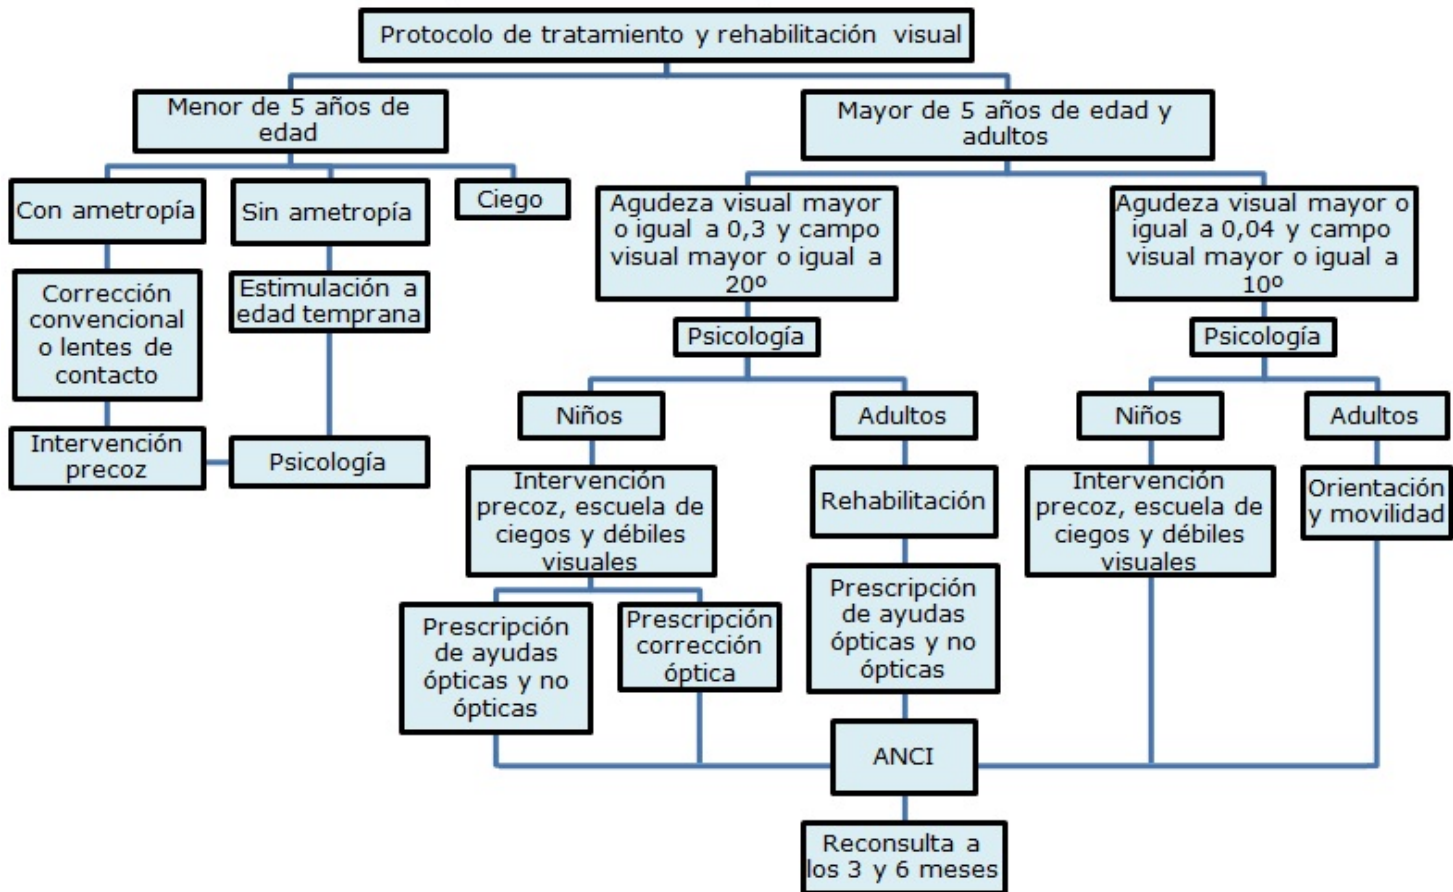 Protocolo de tratamiento y rehabilitación visual
Menor de 5 años de
edad
Mayor de 5 años de edad y
adultos
Con ametropía
Sin ametropía
Ciego
Agudeza visual mayor
o igual a 0,3 y campo
visual mayor o igual a
20º
Agudeza visual mayor o
igual a 0,04 y campo
visual mayor o igual a
10º
Corrección
convencional
o lentes de
contacto
Estimulación a
edad temprana
Psicología
Psicología
Niños
Adultos
Niños
Adultos
Intervención
precoz
Psicología
Intervención
precoz, escuela de
ciegos y débiles
visuales
Rehabilitación
Intervención
precoz, escuela de
ciegos y débiles
visuales
Orientación
y movilidad
Prescripción
de ayudas
ópticas y no
ópticas
Prescripción
corrección
óptica
Prescripción
de ayudas
ópticas y no
ópticas
ANCI
Reconsulta a
los 3 y 6 meses